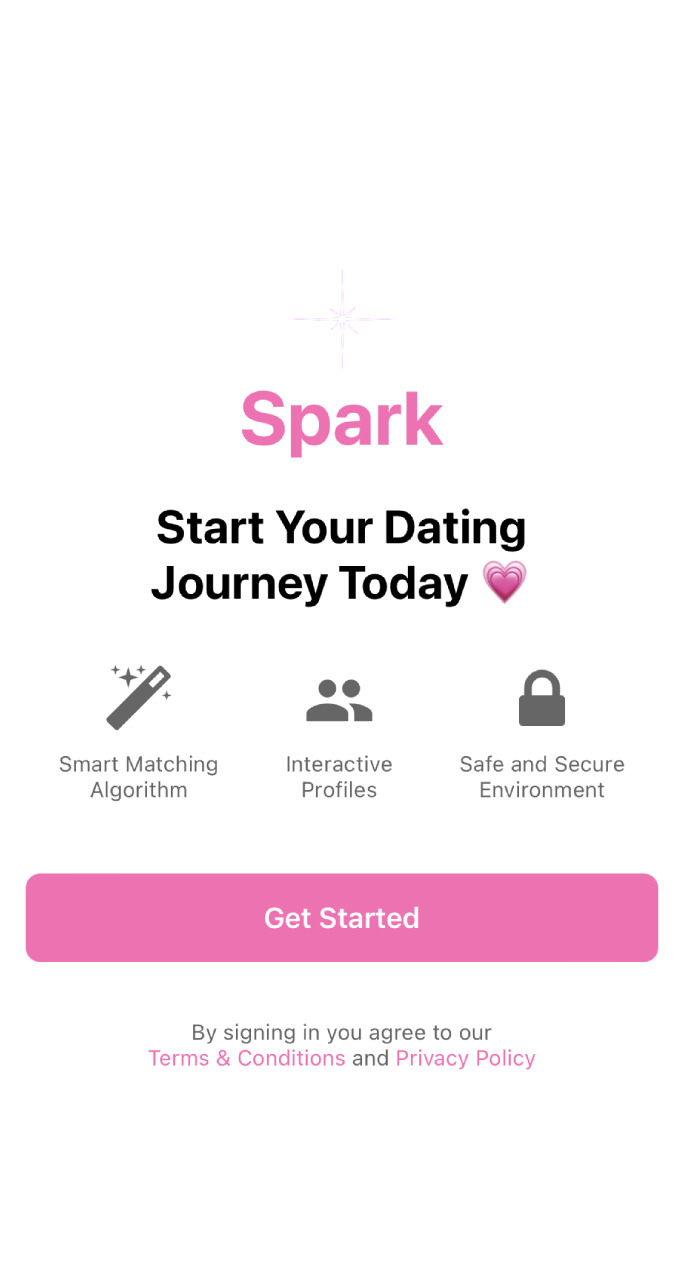 Spark
Start Your Dating
Journey Today 💗
Smart Matching
Algorithm
Interactive
Profiles
Safe and Secure
Environment
Get Started
By signing in you agree to our
Terms & Conditions and Privacy Policy